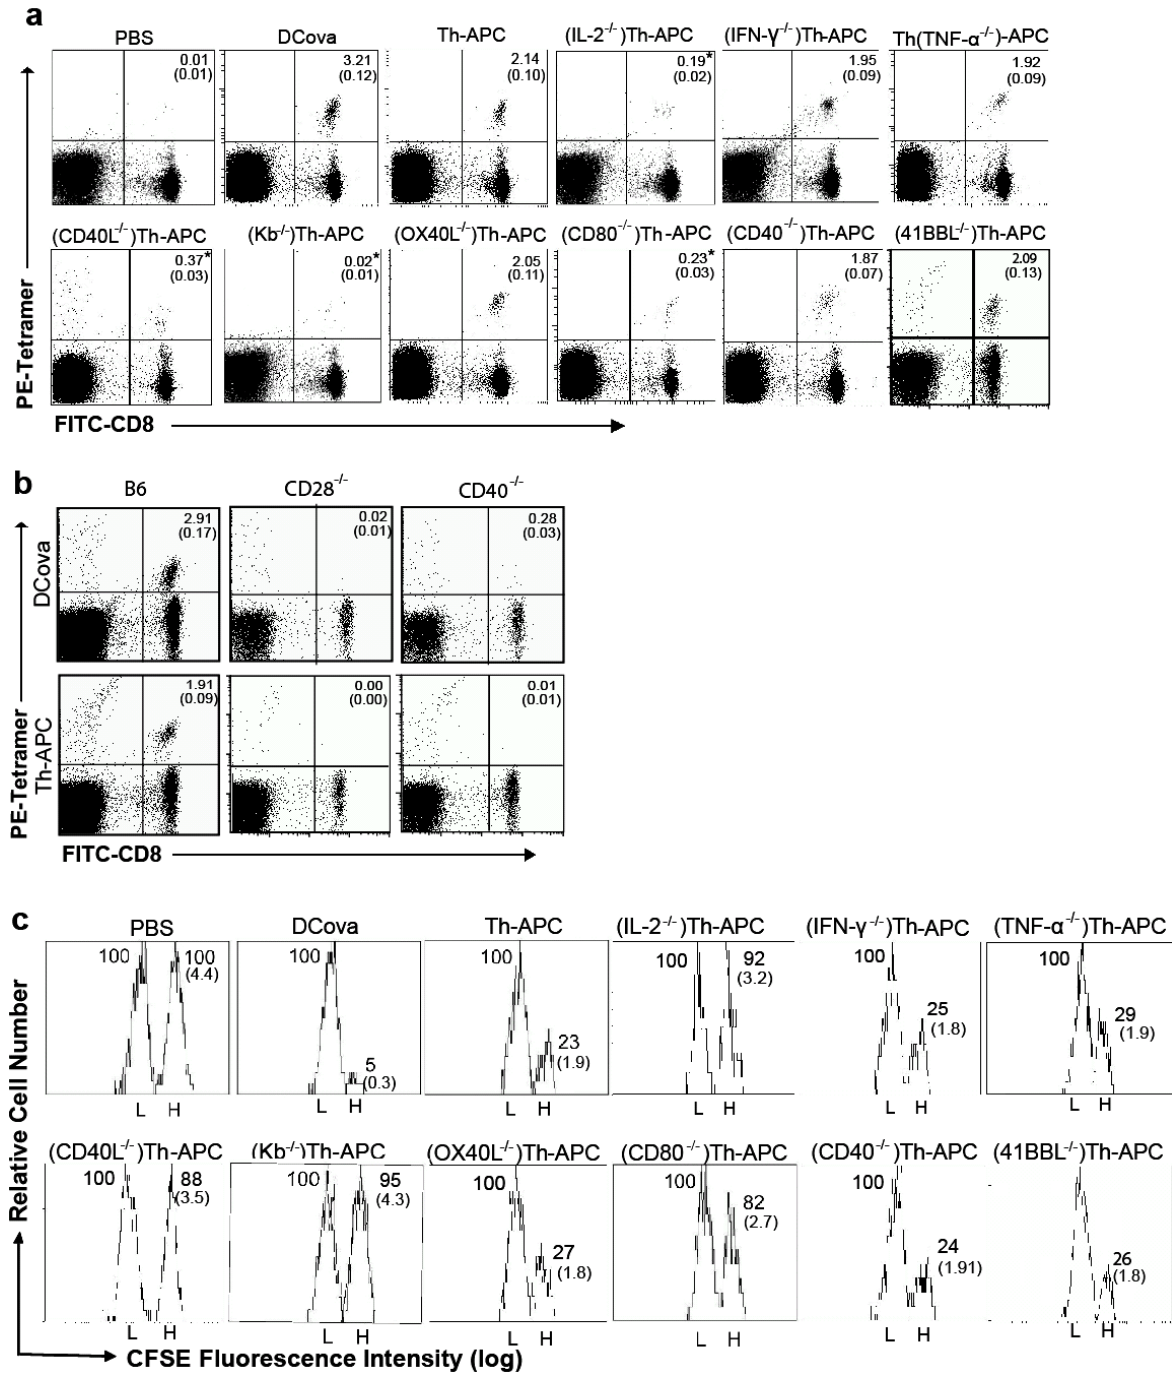 a
PBS
DCova
Th-APC
(IL-2-/-)Th-APC
(IFN-γ-/-)Th-APC
Th(TNF-α-/-)-APC
0.01
(0.01)
3.21
(0.12)
2.14
(0.10)
0.19*
(0.02)
1.95
(0.09)
1.92
(0.09)
(CD40L-/-)Th-APC
(Kb-/-)Th-APC
(OX40L-/-)Th-APC
(CD80-/-)Th-APC
(CD40-/-)Th-APC
(41BBL-/-)Th-APC
0.37*
(0.03)
0.02*
(0.01)
2.05
(0.11)
0.23*
(0.03)
1.87
(0.07)
2.09
(0.13)
PE-Tetramer
FITC-CD8
b
B6
CD28-/-
CD40-/-
DCova
2.91
(0.17)
0.02
(0.01)
0.28
(0.03)
Th-APC
1.91
(0.09)
0.00
(0.00)
0.01
(0.01)
PE-Tetramer
FITC-CD8
c
PBS
DCova
Th-APC
(IL-2-/-)Th-APC
(IFN-γ-/-)Th-APC
(TNF-α-/-)Th-APC
100
100
(4.4)
L H
100
5
(0.3)
L H
100
23
(1.9)
L H
100
92
(3.2)
L H
100
25
(1.8)
L H
100
29
(1.9)
L H
(CD40L-/-)Th-APC
(Kb-/-)Th-APC
(OX40L-/-)Th-APC
(CD80-/-)Th-APC
(CD40-/-)Th-APC
(41BBL-/-)Th-APC
100
88
(3.5)
L H
100
95
(4.3)
L H
100
27
(1.8)
L H
100
82
(2.7)
L H
100
24
(1.91)
L H
26
(1.8)
L H
Relative Cell Number
CFSE Fluorescence Intensity (log)